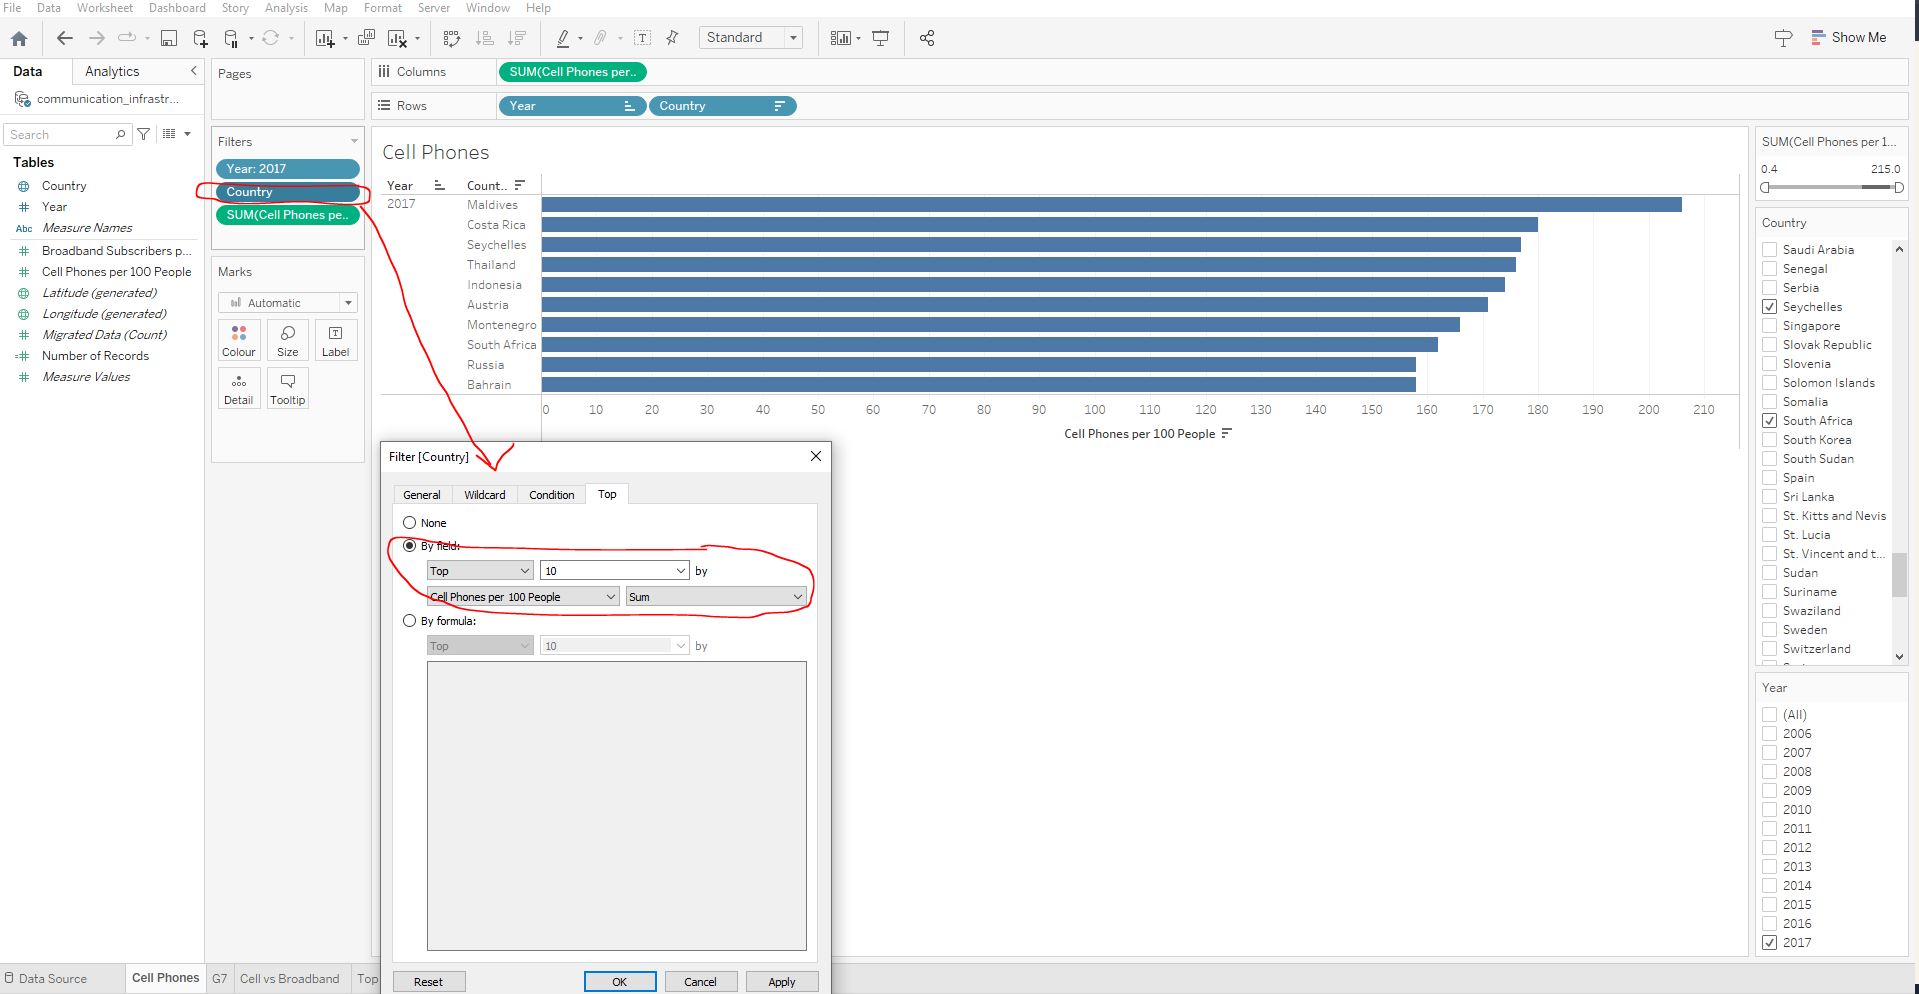 File Data Worksheet Dashboard Story Analysis Map Format Server Window Help
Standard
Show Me
Data Analytics
communication_infrastr...
Search
Tables
Country
Year
Abc Measure Names
Broadband Subscribers p...
Cell Phones per 100 People
Latitude (generated)
Longitude (generated)
Migrated Data (Count)
Number of Records
Measure Values
Pages
Filters
Year: 2017
Country
SUM(Cell Phones pe..
Marks
Automatic
Colour Size Label
Detail Tooltip
Columns SUM(Cell Phones per..
Rows Year Country
Cell Phones
Year Count..
2017 Maldives
Costa Rica
Seychelles
Thailand
Indonesia
Austria
Montenegro
South Africa
Russia
Bahrain
0 10 20 30 40 50 60 70 80 90 100 110 120 130 140 150 160 170 180 190 200 210
Cell Phones per 100 People
Filter [Country]
General Wildcard Condition Top
None
By field:
Top 10 by
Cell Phones per 100 People Sum
By formula:
Top 10 by
Reset OK Cancel Apply
SUM(Cell Phones per 1...
0.4 215.0
Country
Saudi Arabia
Senegal
Serbia
Seychelles
Singapore
Slovak Republic
Slovenia
Solomon Islands
Somalia
South Africa
South Korea
South Sudan
Spain
Sri Lanka
St. Kitts and Nevis
St. Lucia
St. Vincent and t...
Sudan
Suriname
Swaziland
Sweden
Switzerland
Year
(All)
2006
2007
2008
2009
2010
2011
2012
2013
2014
2015
2016
2017
Data Source Cell Phones G7 Cell vs Broadband Top